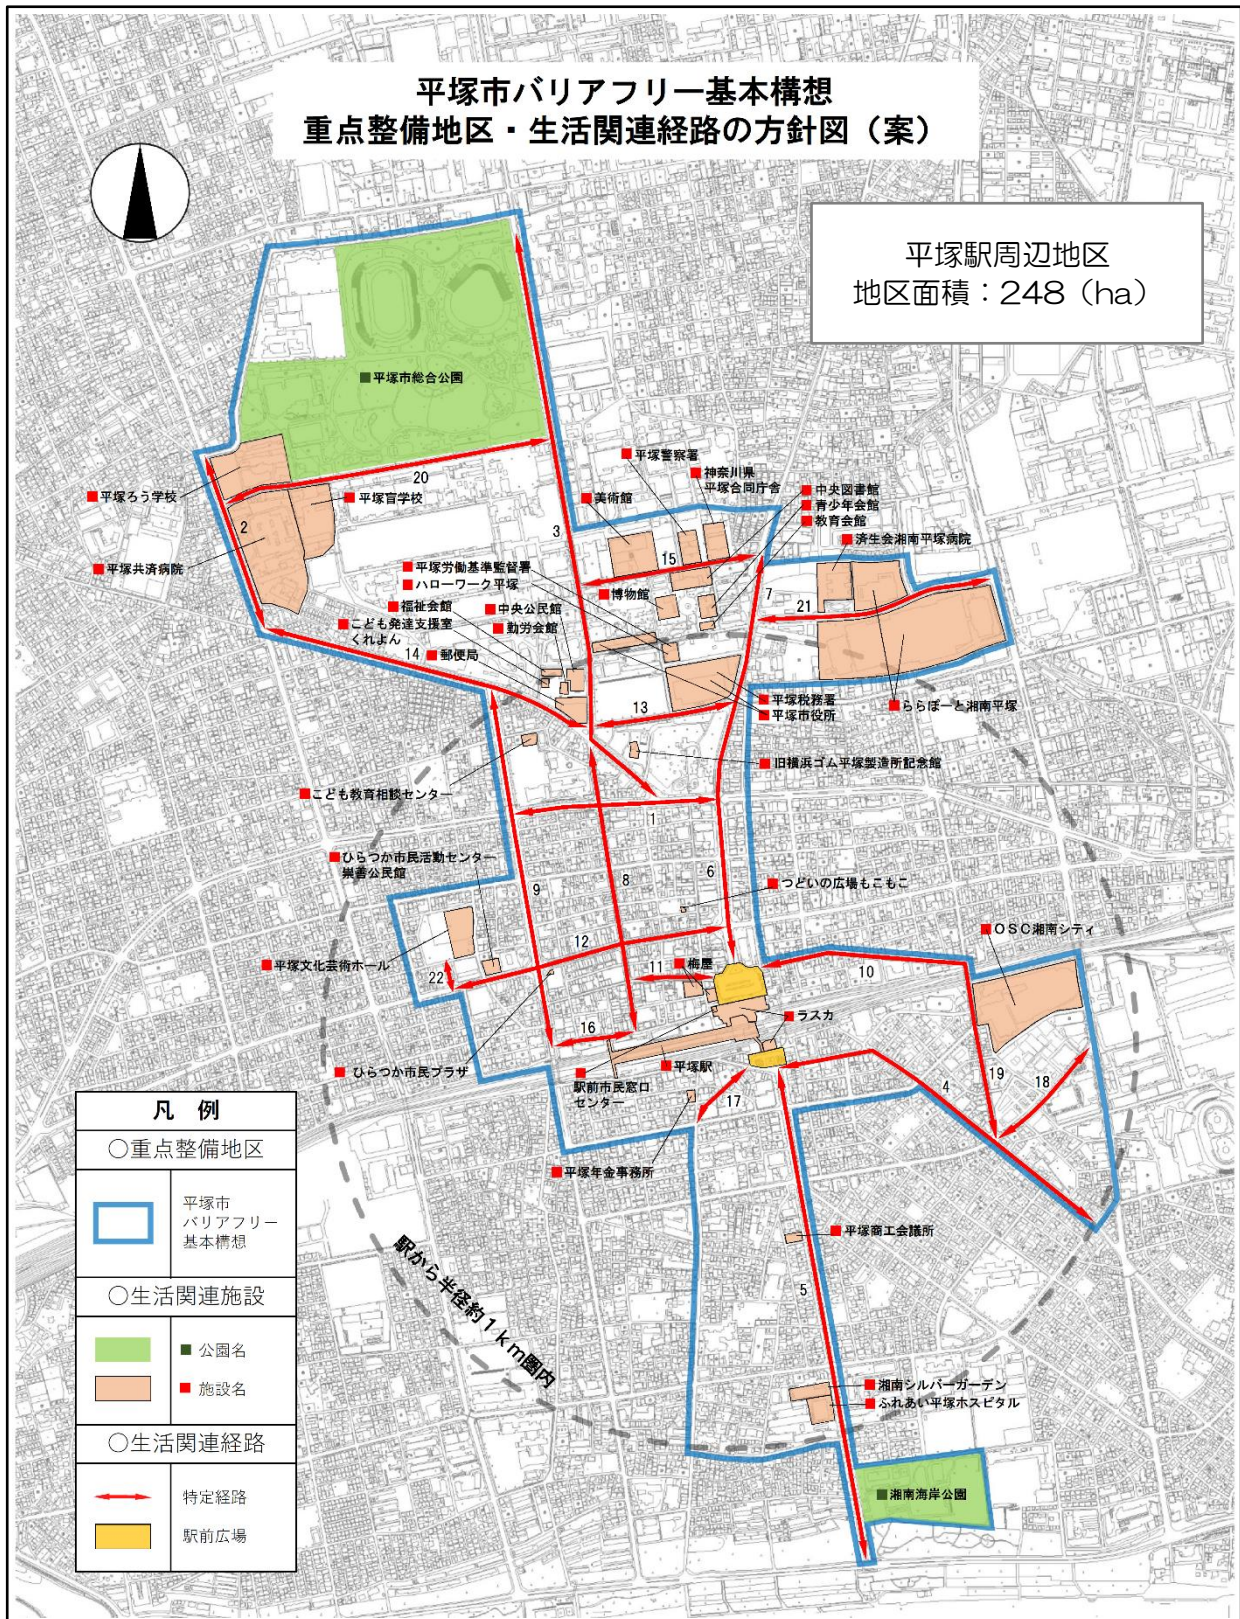 平塚市バリアフリー基本構想
重点整備地区・生活関連経路の方針図（案）
平塚駅周辺地区
地区面積：248（ha）
■平塚市総合公園
20
3
2
■平塚ろう学校
■平塚盲学校
■平塚共済病院
■平塚警察署
■神奈川県
平塚合同庁舎
■美術館
■中央図書館
■青少年会館
■教育会館
■済生会湘南平塚病院
15
7
21
■平塚労働基準監督署
■ハローワーク平塚
■博物館
■福祉会館
■中央公民館
■こども発達支援室
くれよん
■勤労会館
14
■郵便局
13
■平塚税務署
■平塚市役所
■ららぽーと湘南平塚
■旧横浜ゴム平塚製造所記念館
■こども教育相談センター
1
■ひらつか市民活動センター
崇善公民館
9
8
6
■つどいの広場もこもこ
■OSC湘南シティ
12
■平塚文化芸術ホール
22
11
■梅屋
10
■ラスカ
16
■ひらつか市民プラザ
■駅前市民窓口
センター
■平塚駅
17
4
19
18
■平塚年金事務所
■平塚商工会議所
5
駅から半径約1km圏内
■湘南シルバーガーデン
■ふれあい平塚ホスピタル
■湘南海岸公園
凡 例
○重点整備地区
平塚市
バリアフリー
基本構想
○生活関連施設
■ 公園名
■ 施設名
○生活関連経路
特定経路
駅前広場